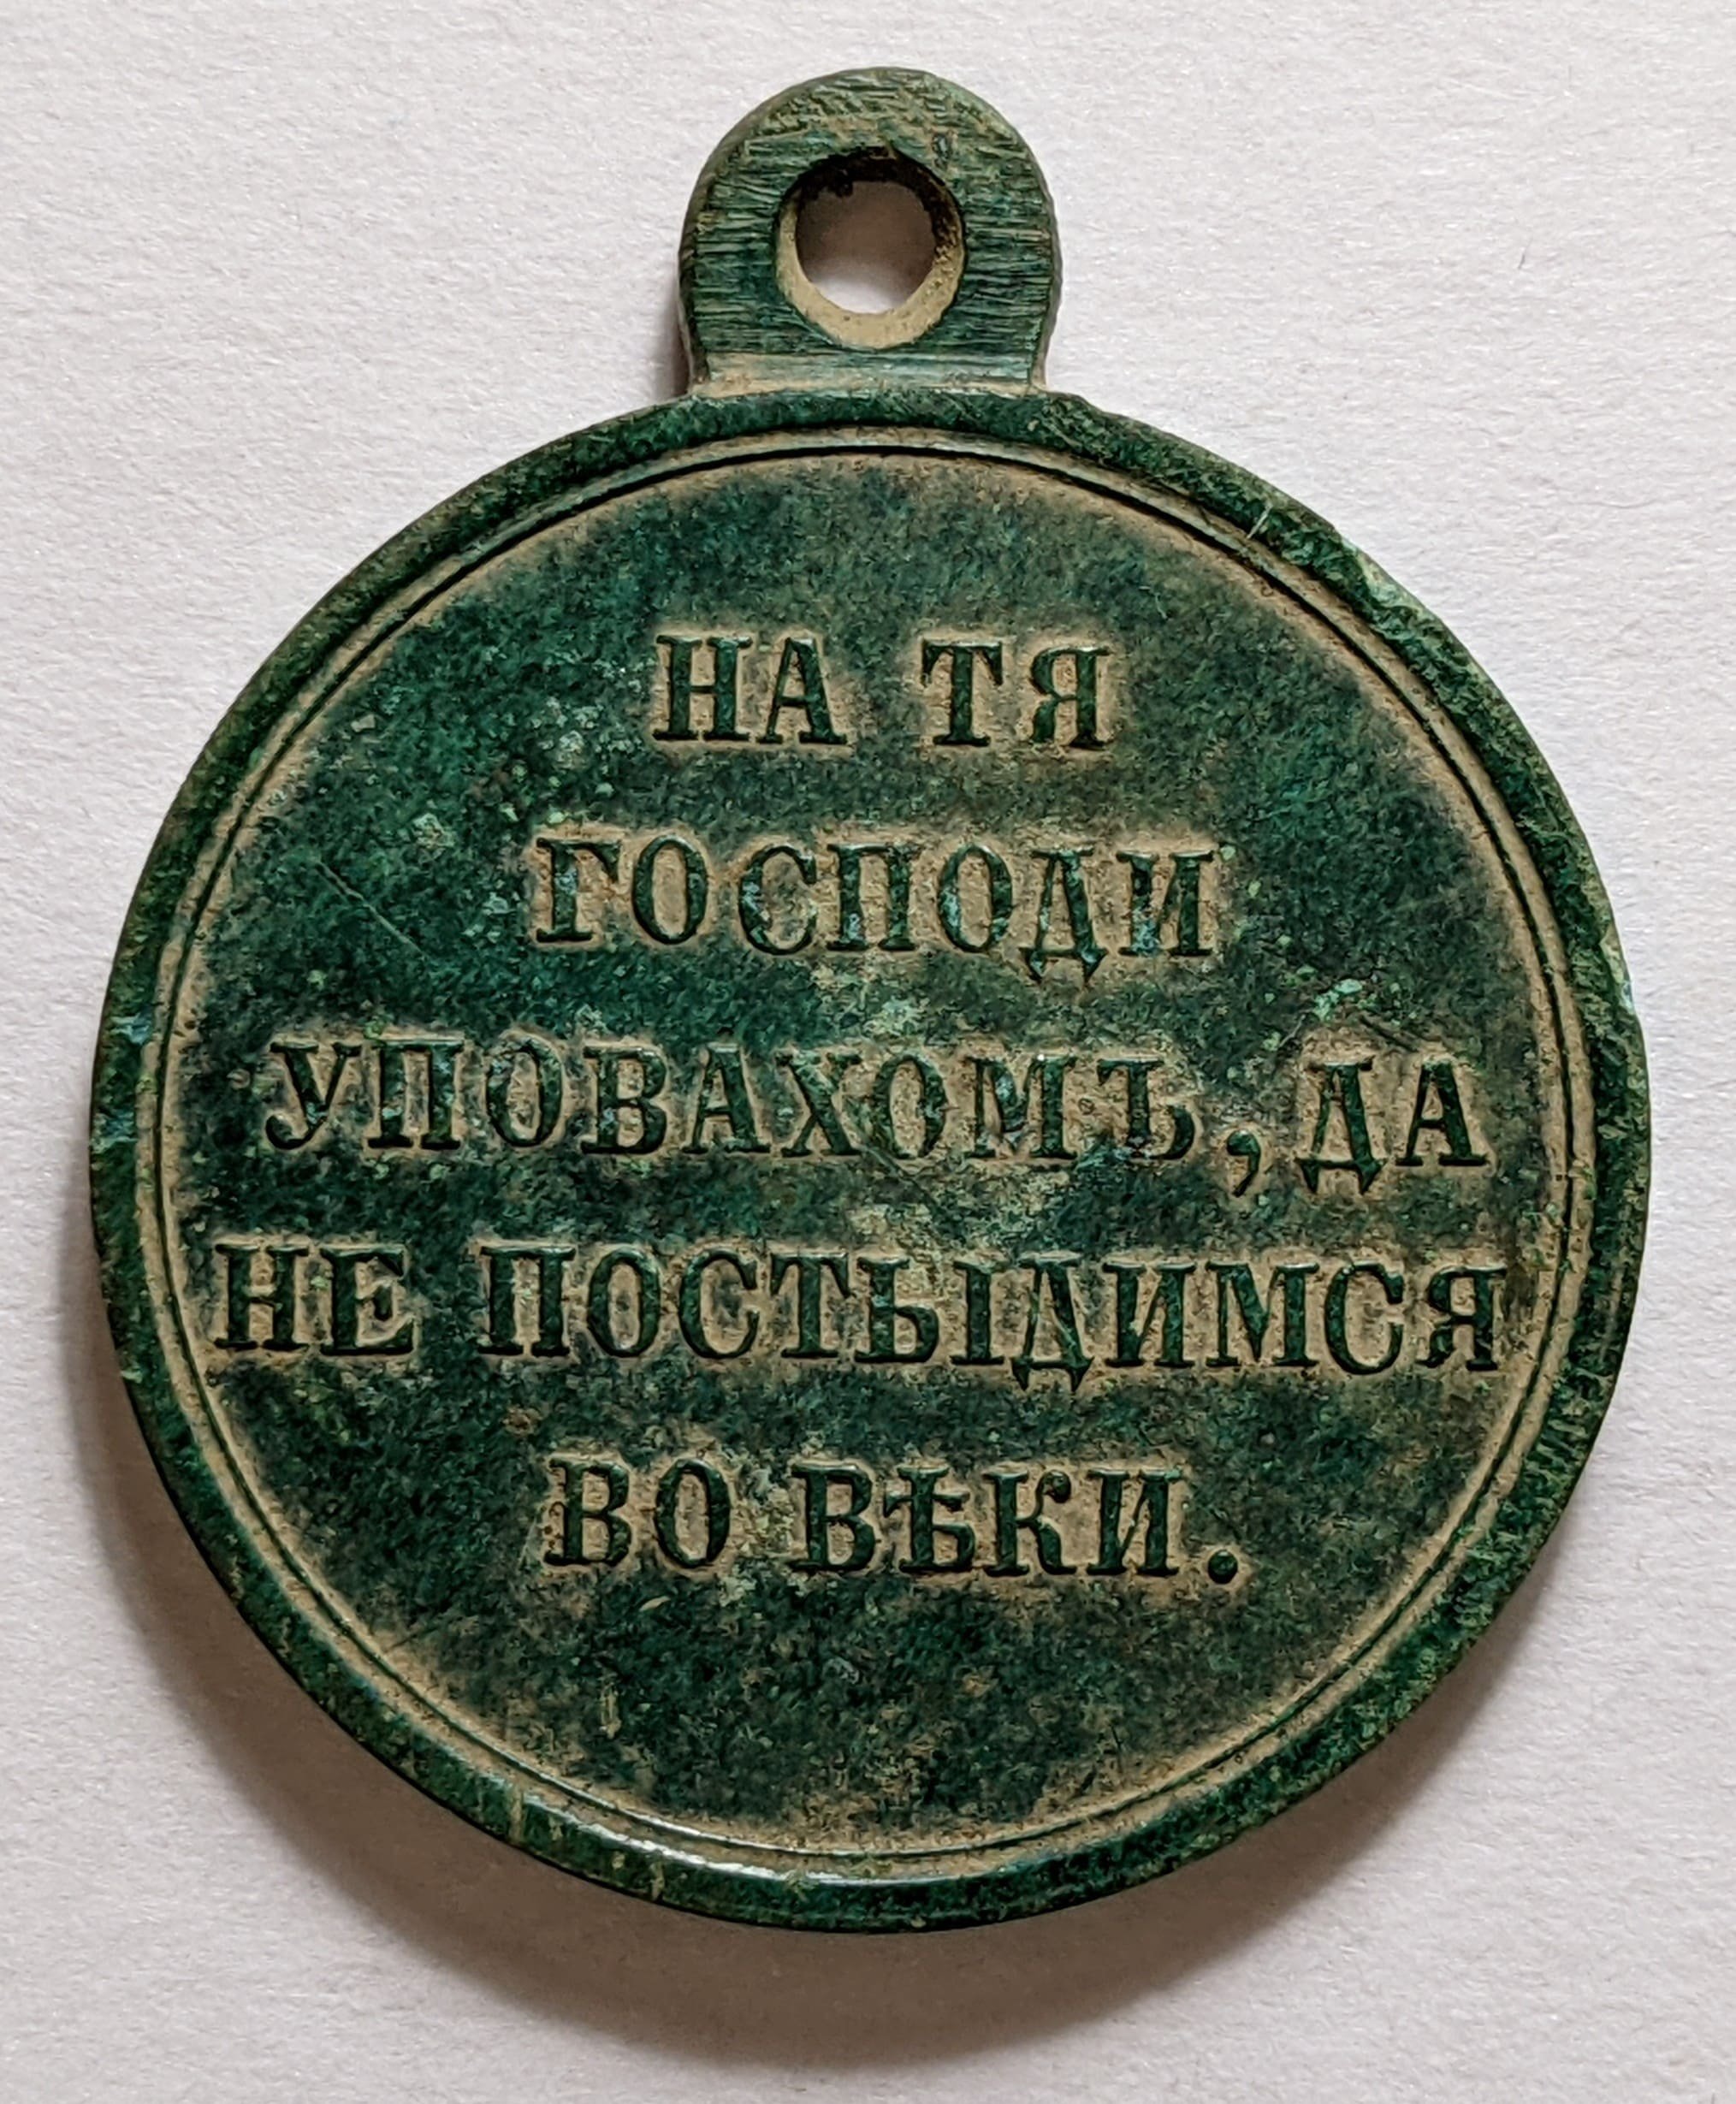 НА ТЯ
ГОСПОДИ
УПОВАХОМЪ, ДА
НЕ ПОСТЫДИМСЯ
ВО ВѢКИ.